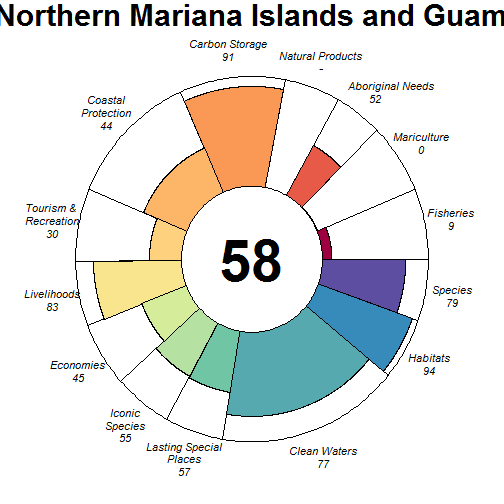 Northern Mariana Islands and Guam
Carbon Storage
91
Natural Products
-
Aboriginal Needs
52
Mariculture
0
Fisheries
9
Species
79
Habitats
94
Clean Waters
77
Lasting Special
Places
57
Iconic
Species
55
Economies
45
Livelihoods
83
Tourism &
Recreation
30
Coastal
Protection
44
58